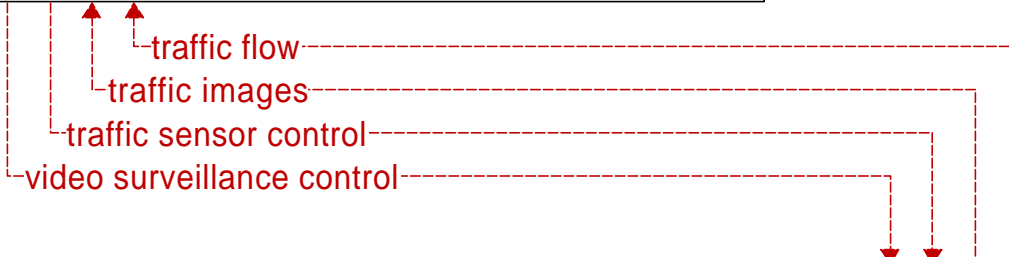 traffic flow
traffic images
traffic sensor control
video surveillance control